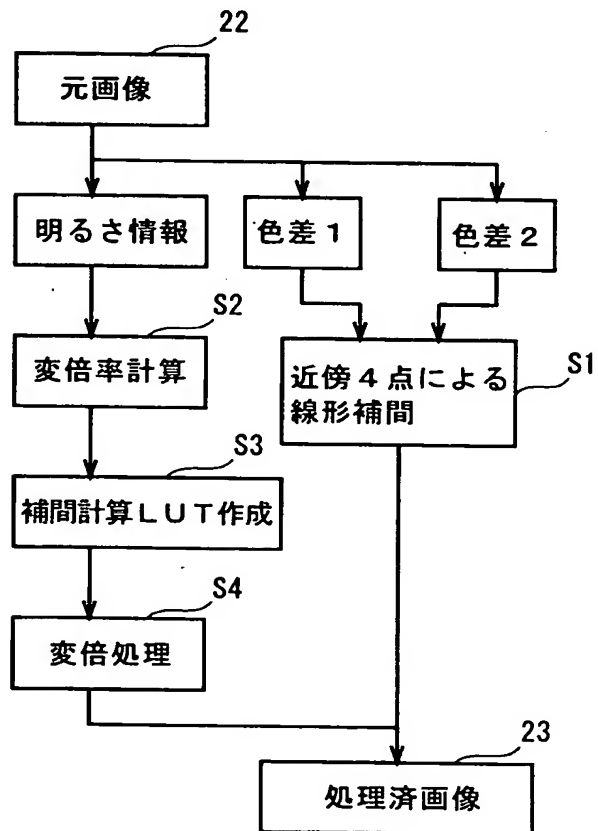 22
元画像
明るさ情報
色差1
色差2
S2
変倍率計算
近傍4点による
線形補間
S1
S3
補間計算LUT作成
S4
変倍処理
23
処理済画像